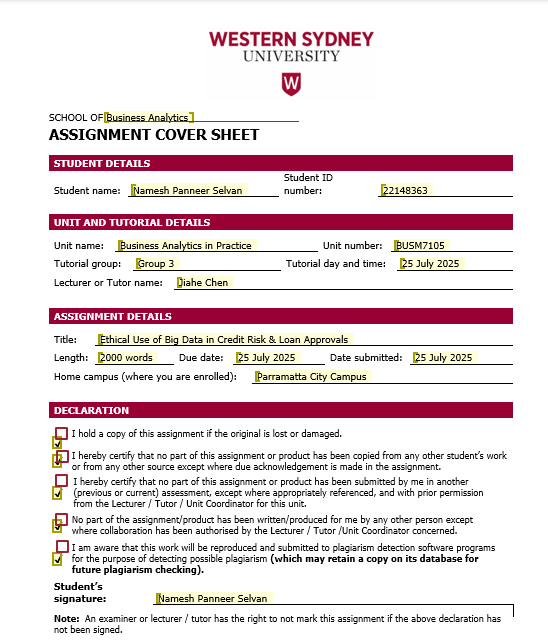 WESTERN SYDNEY
UNIVERSITY
W
SCHOOL OF Business Analytics
ASSIGNMENT COVER SHEET
STUDENT DETAILS
Student name: Namesh Panneer Selvan Student ID number: 22148363
UNIT AND TUTORIAL DETAILS
Unit name: Business Analytics in Practice Unit number: BUSM7105
Tutorial group: Group 3 Tutorial day and time: 25 July 2025
Lecturer or Tutor name: Jiahe Chen
ASSIGNMENT DETAILS
Title: Ethical Use of Big Data in Credit Risk & Loan Approvals
Length: 2000 words Due date: 25 July 2025 Date submitted: 25 July 2025
Home campus (where you are enrolled): Parramatta City Campus
DECLARATION
I hold a copy of this assignment if the original is lost or damaged.
I hereby certify that no part of this assignment or product has been copied from any other student's work
or from any other source except where due acknowledgement is made in the assignment.
I hereby certify that no part of this assignment or product has been submitted by me in another
(previous or current) assessment, except where appropriately referenced, and with prior permission
from the Lecturer / Tutor / Unit Coordinator for this unit.
No part of the assignment/product has been written/produced for me by any other person except
where collaboration has been authorised by the Lecturer / Tutor /Unit Coordinator concerned.
I am aware that this work will be reproduced and submitted to plagiarism detection software programs
for the purpose of detecting possible plagiarism (which may retain a copy on its database for
future plagiarism checking).
Student's
signature: Namesh Panneer Selvan
Note: An examiner or lecturer / tutor has the right to not mark this assignment if the above declaration has
not been signed.